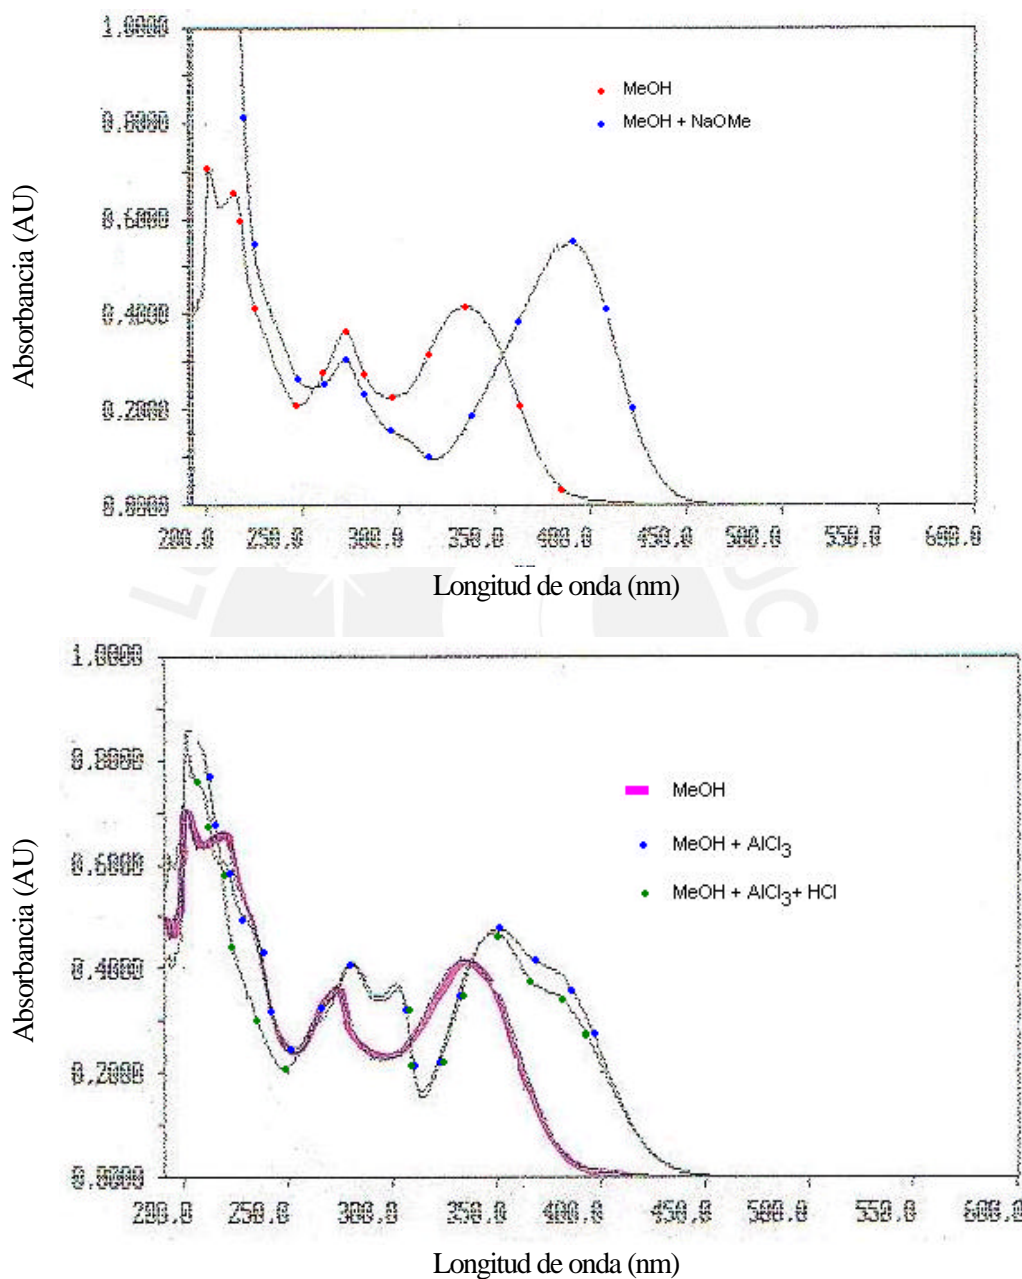 1.0000
MeOH
MeOH + NaOMe
0.8000
0.6000
Absorbancia (AU)
0.4000
0.2000
0.0000
200.0 250.0 300.0 350.0 400.0 450.0 500.0 550.0 600.0
Longitud de onda (nm)
1.0000
0.8000
MeOH
MeOH + AlCl3
MeOH + AlCl3+ HCl
0.6000
Absorbancia (AU)
0.4000
0.2000
0.0000
200.0 250.0 300.0 350.0 400.0 450.0 500.0 550.0 600.0
Longitud de onda (nm)